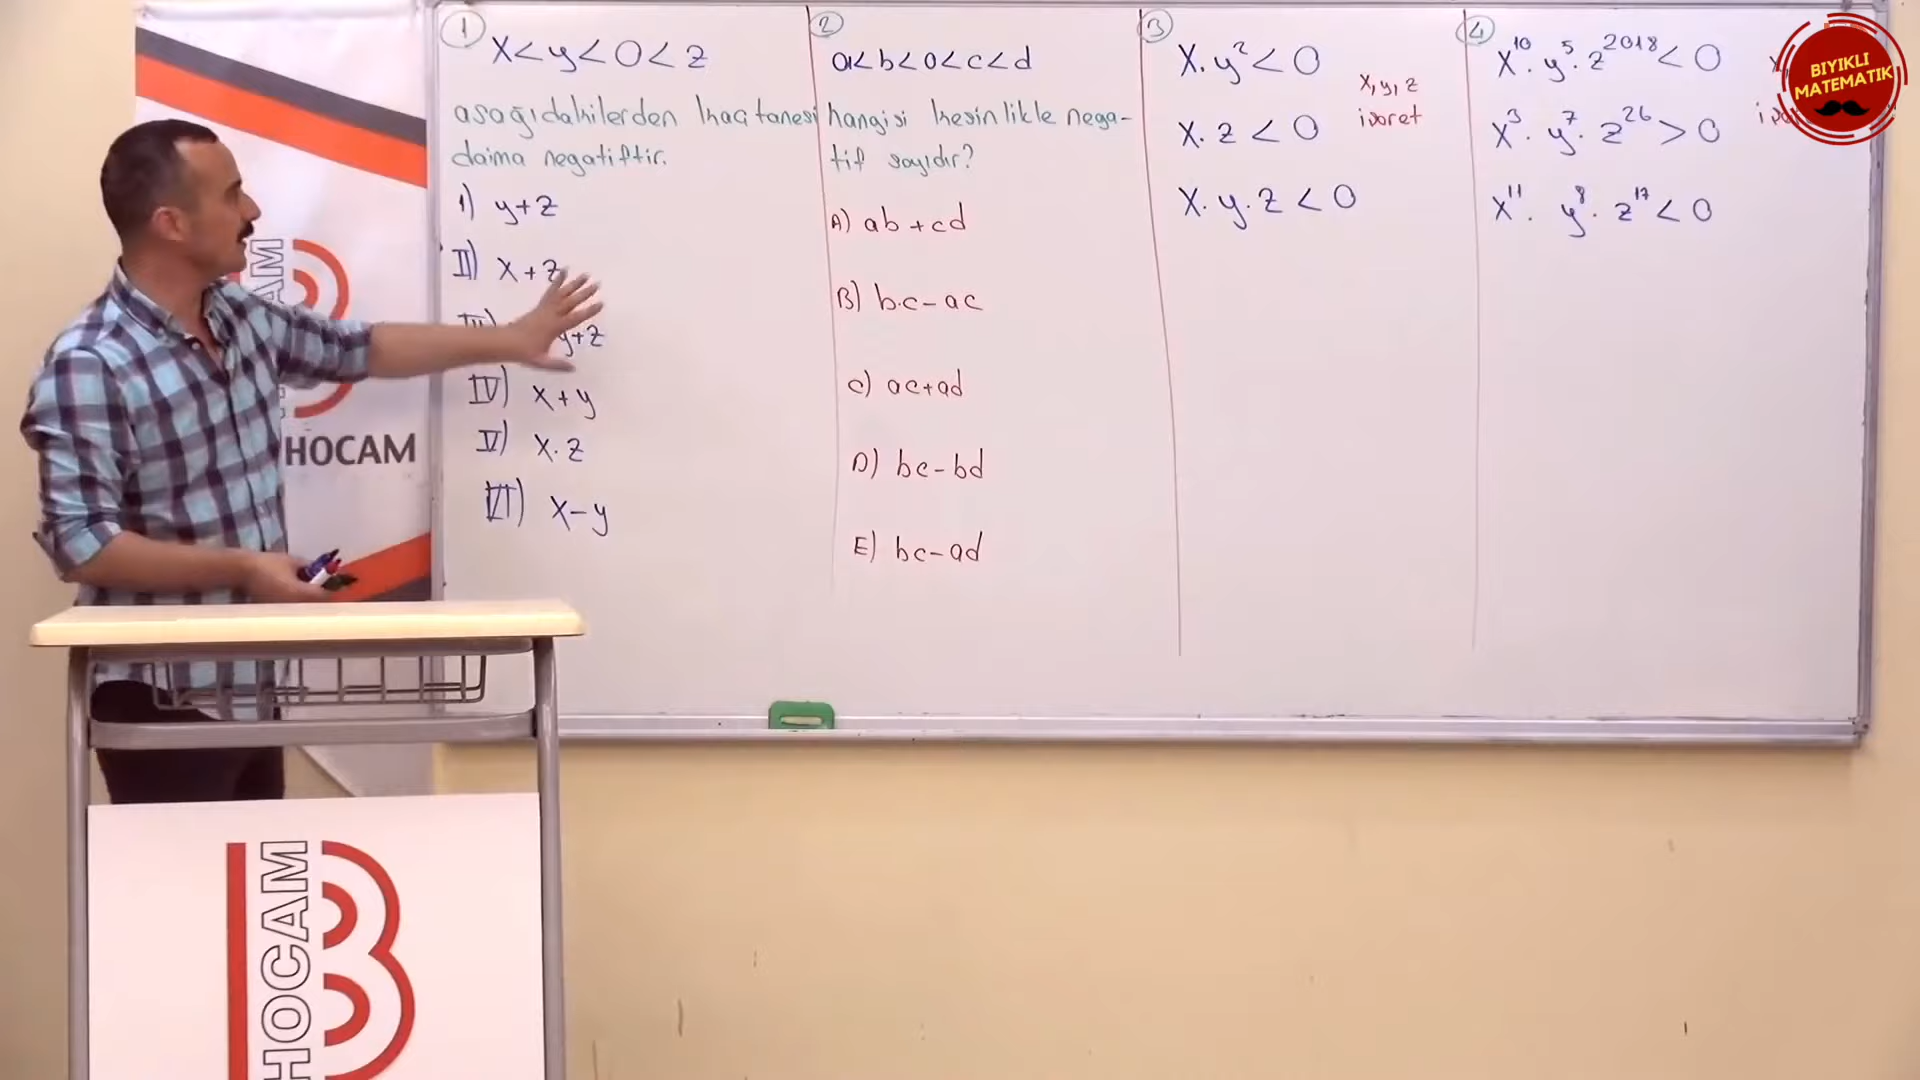 1
x<y<0<z
aşağıdakilerden kaç tanesi
daima negatiftir.
I) y+z
II) x+z
III) y+z
IV) x+y
V) x.z
VI) x-y
2
a<b<0<c<d
hangisi kesinlikle nega-
tif sayıdır?
A) ab+cd
B) b.c-ac
C) ac+ad
D) bc-bd
E) bc-ad
3
x.y²<0
x.z<0
x.y.z<0
x,y,z
işaret
4
x¹⁰.y⁵.z²⁰¹⁸<0
x³.y⁷.z²⁶>0
x¹¹.y⁸.z¹⁷<0
BIYIKLI
MATEMATİK
HOCAM
B HOCAM